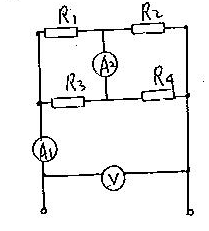 R₁ R₂
A₂
R₃ R₄
A₁
V